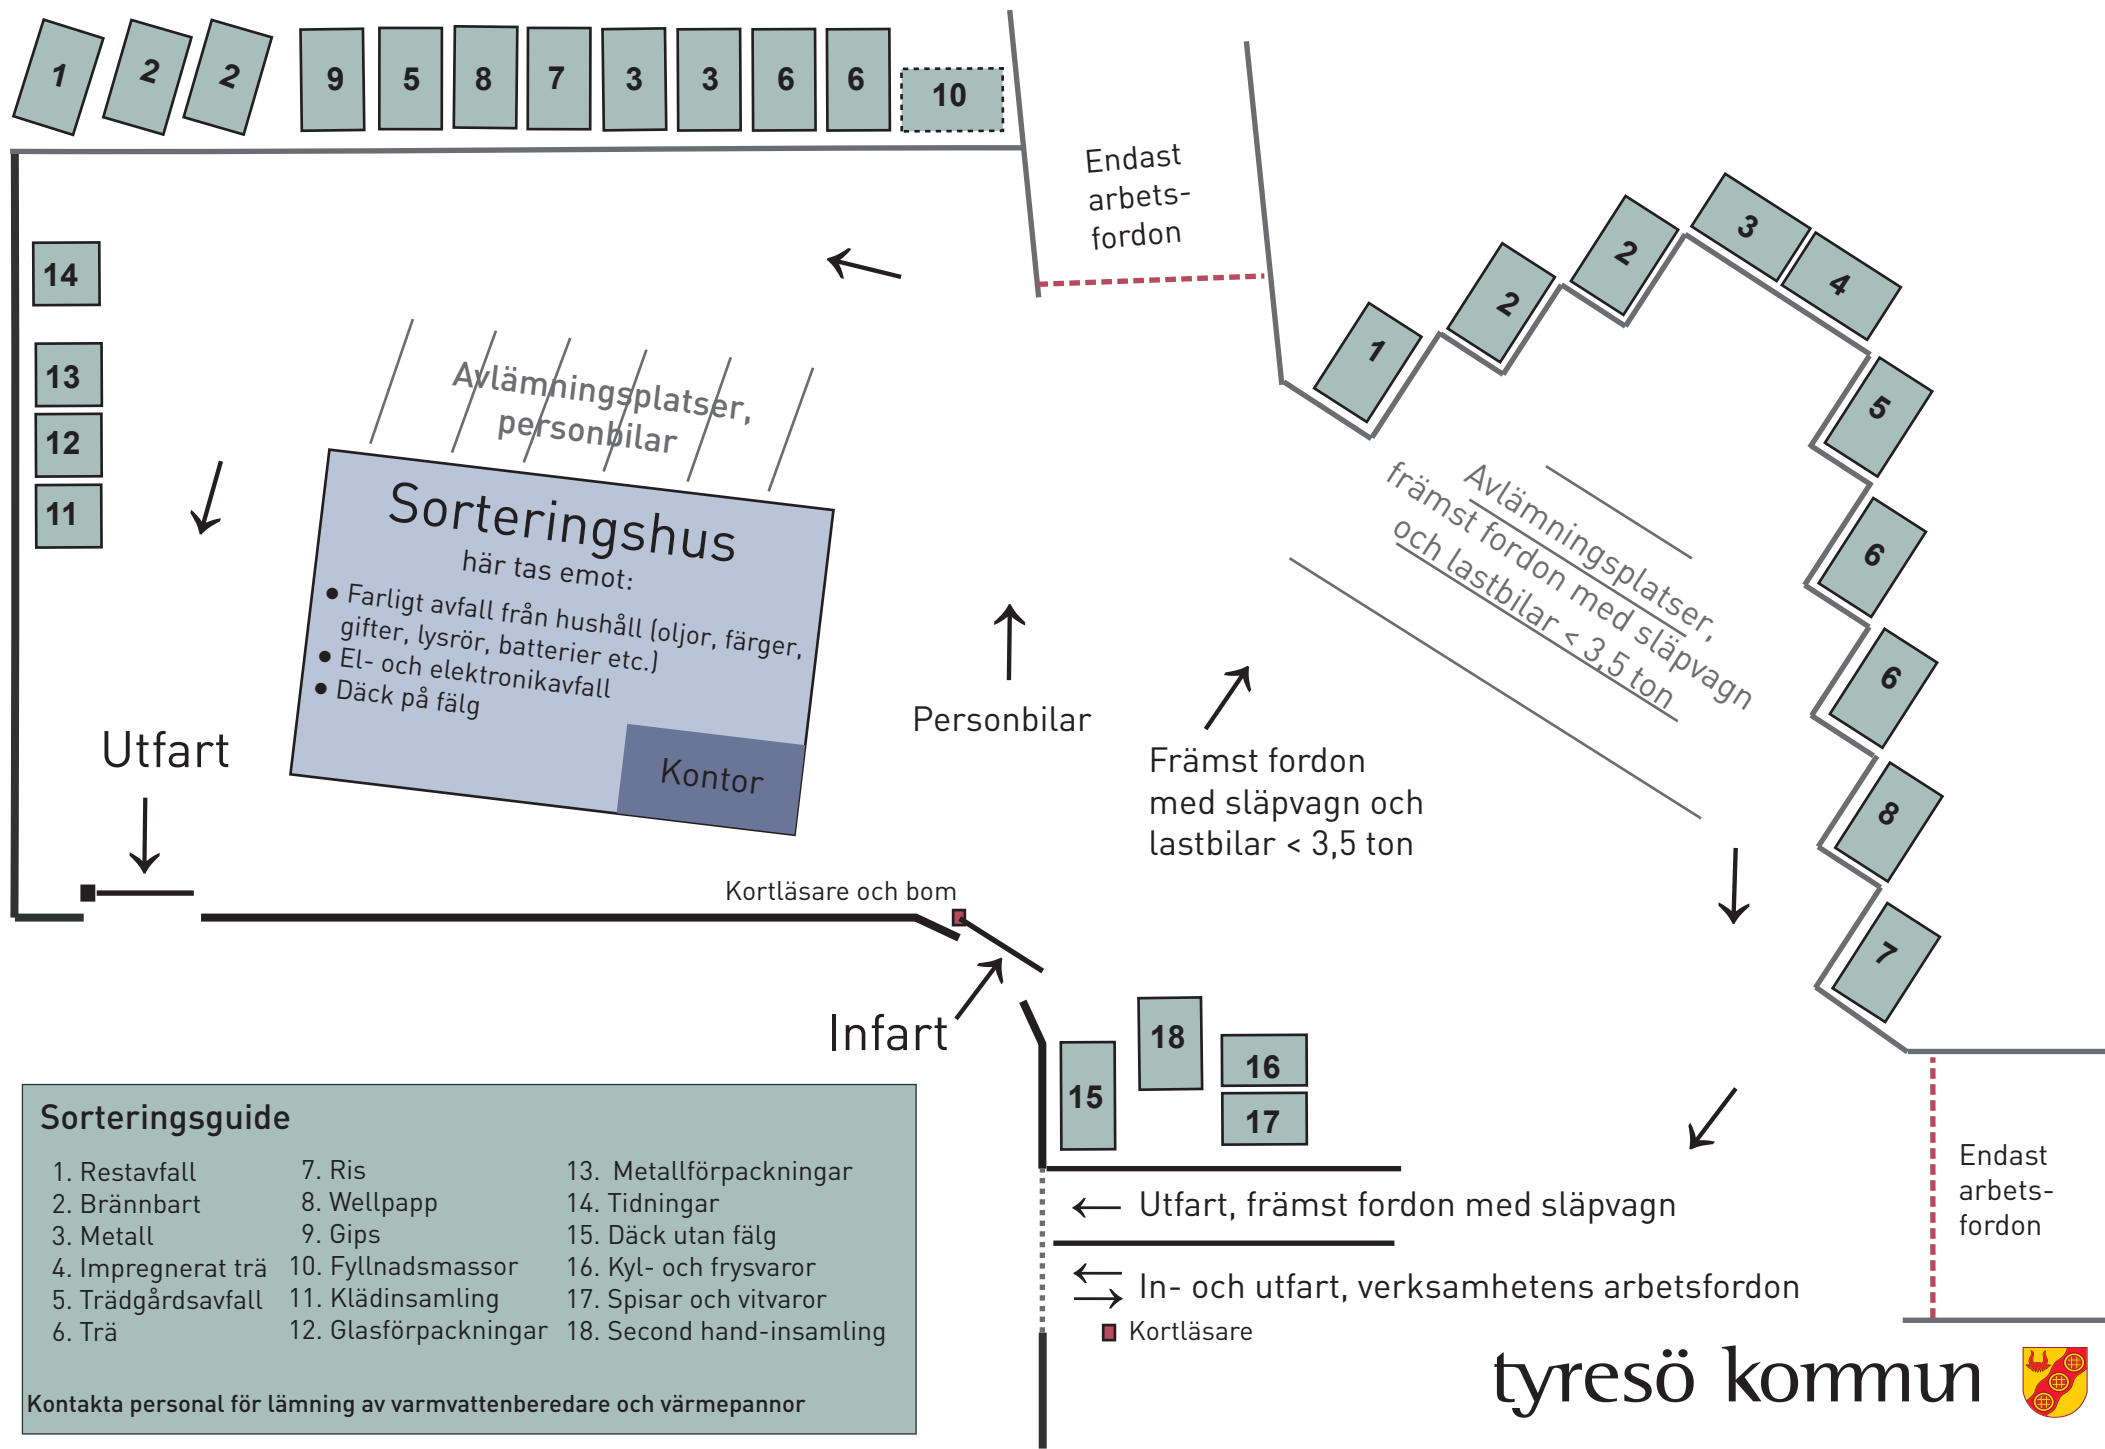 1
2
2
9
5
8
7
3
3
6
6
10
Endast
arbets-
fordon
14
13
12
11
Avlämningsplatser,
personbilar
Sorteringshus
här tas emot:
● Farligt avfall från hushåll (oljor, färger,
gifter, lysrör, batterier etc.)
● El- och elektronikavfall
● Däck på fälg
Kontor
Utfart
Personbilar
Främst fordon
med släpvagn och
lastbilar < 3,5 ton
1
2
2
3
4
5
6
6
8
7
Avlämningsplatser,
främst fordon med släpvagn
och lastbilar < 3,5 ton
Kortläsare och bom
Infart
15
18
16
17
Utfart, främst fordon med släpvagn
In- och utfart, verksamhetens arbetsfordon
Kortläsare
Endast
arbets-
fordon
Sorteringsguide
1. Restavfall
2. Brännbart
3. Metall
4. Impregnerat trä
5. Trädgårdsavfall
6. Trä
7. Ris
8. Wellpapp
9. Gips
10. Fyllnadsmassor
11. Klädinsamling
12. Glasförpackningar
13. Metallförpackningar
14. Tidningar
15. Däck utan fälg
16. Kyl- och frysvaror
17. Spisar och vitvaror
18. Second hand-insamling
Kontakta personal för lämning av varmvattenberedare och värmepannor
tyresö kommun